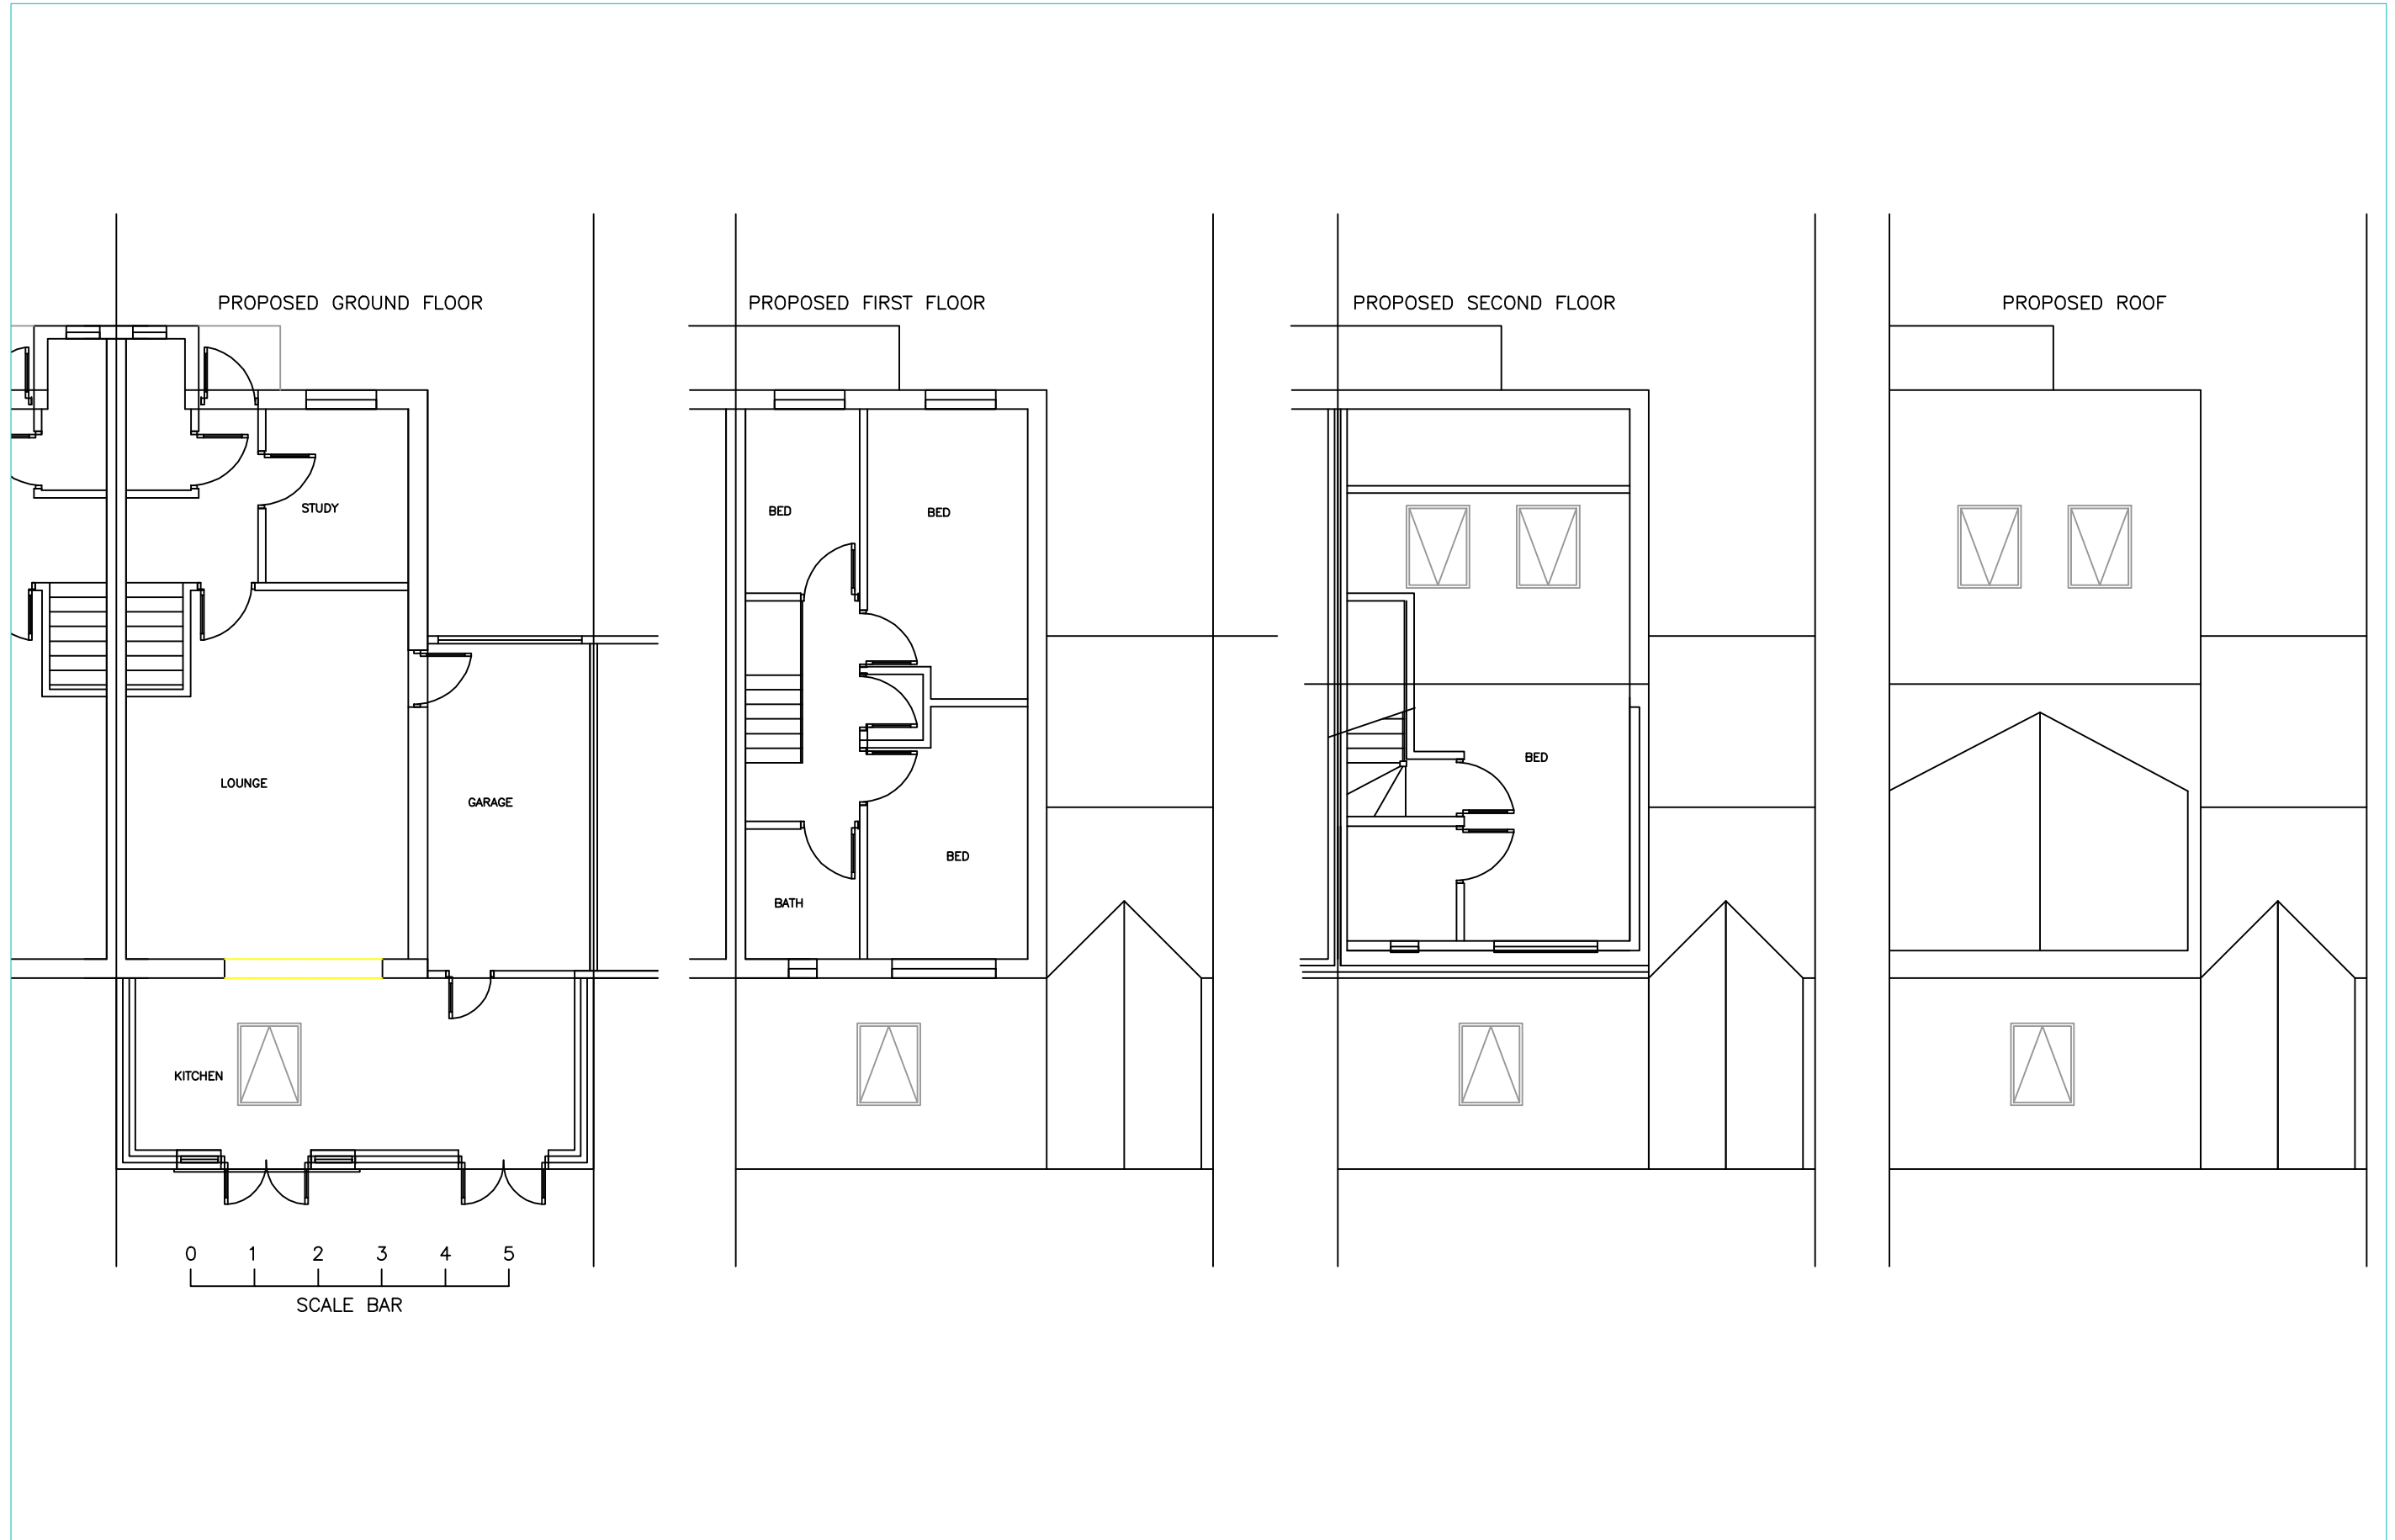 PROPOSED GROUND FLOOR
PROPOSED FIRST FLOOR
PROPOSED SECOND FLOOR
PROPOSED ROOF
STUDY
BED
BED
LOUNGE
GARAGE
BED
BED
BATH
KITCHEN
0 1 2 3 4 5
SCALE BAR